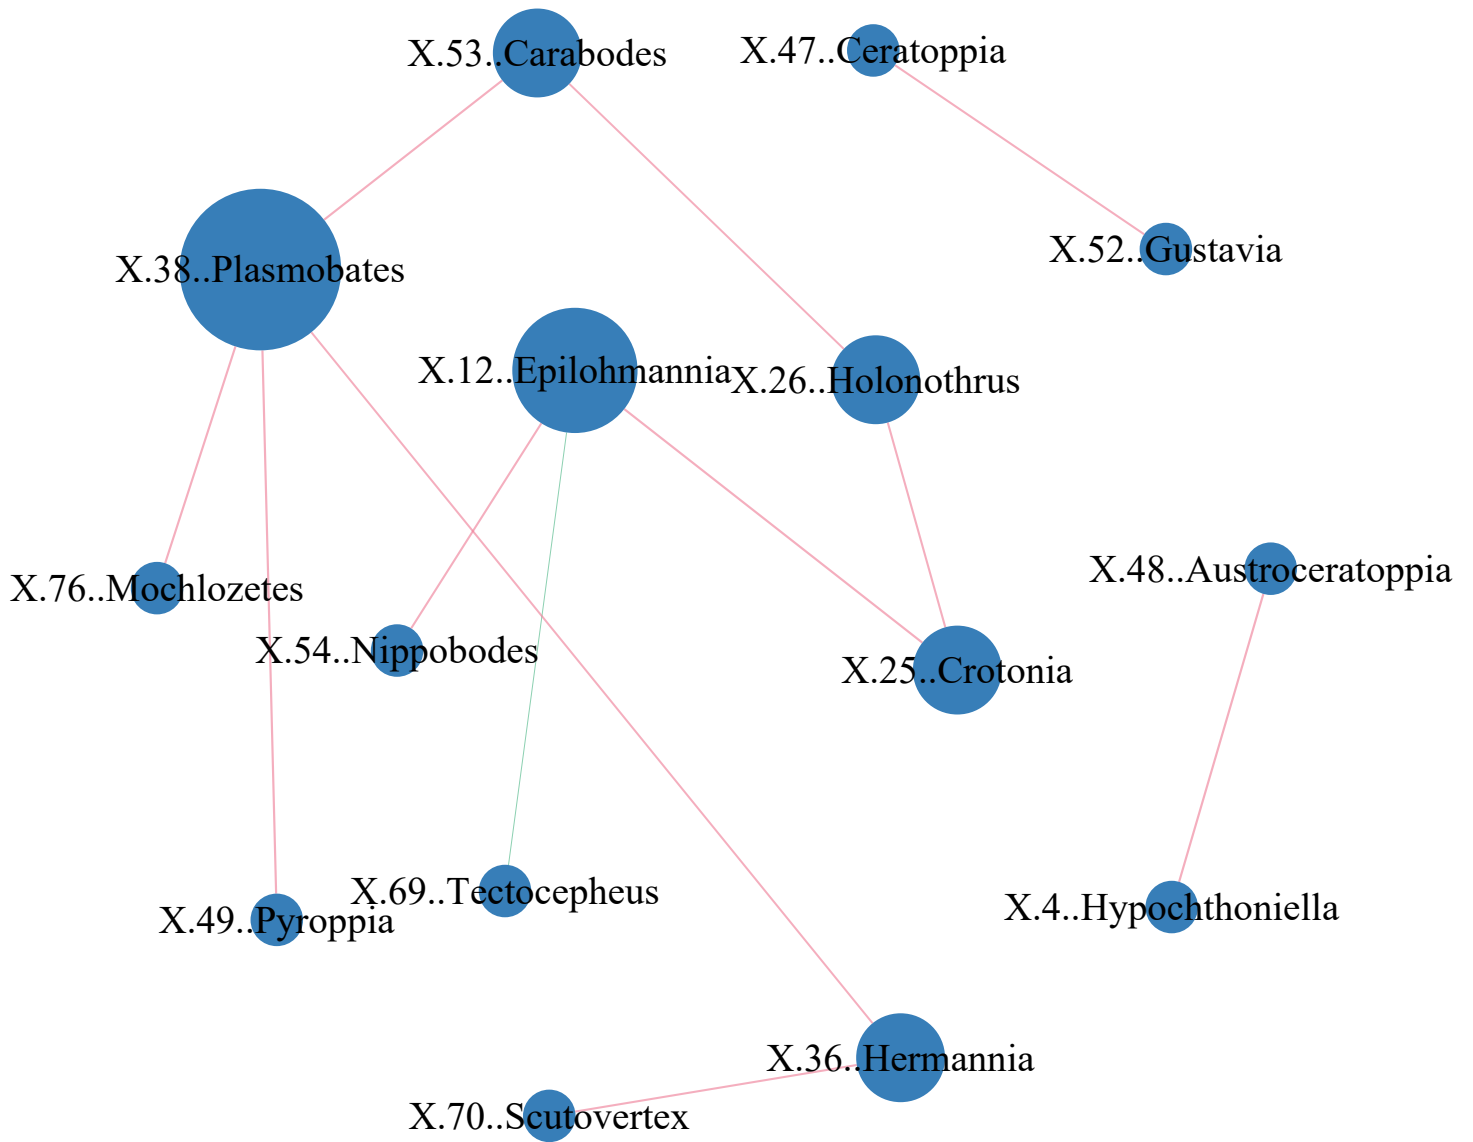 X.53..Carabodes
X.47..Ceratoppia
X.52..Gustavia
X.38..Plasmobates
X.12..Epilohmannia
X.26..Holonothrus
X.48..Austroceratoppia
X.76..Mochlozetes
X.54..Nippobodes
X.25..Crotonia
X.69..Tectocepheus
X.4..Hypochthoniella
X.49..Pyroppia
X.36..Hermannia
X.70..Scutovertex